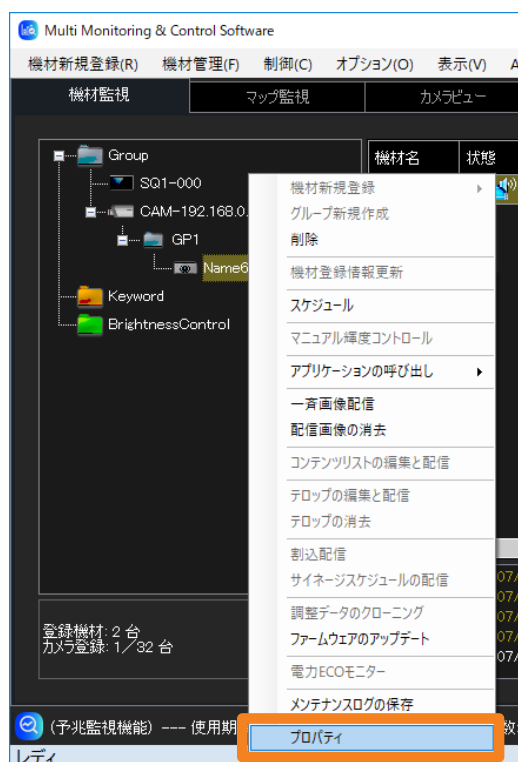 Multi Monitoring & Control Software
機材新規登録(R) 機材管理(F) 制御(C) オプション(O) 表示(V)
機材監視 マップ監視 カメラビュー
Group
SQ1-000
CAM-192.168.0.
GP1
Name6
Keyword
BrightnessControl
機材名 状態
機材新規登録
グループ新規作成
削除
機材登録情報更新
スケジュール
マニュアル輝度コントロール
アプリケーションの呼び出し
一斉画像配信
配信画像の消去
コンテンツリストの編集と配信
テロップの編集と配信
テロップの消去
割込配信
サイネージスケジュールの配信
調整データのクローニング
ファームウェアのアップデート
電力ECOモニター
メンテナンスログの保存
プロパティ
07/
07/
07/
07/
07/
登録機材: 2 台
カメラ登録: 1/32 台
(予兆監視機能) --- 使用期
数
レディ